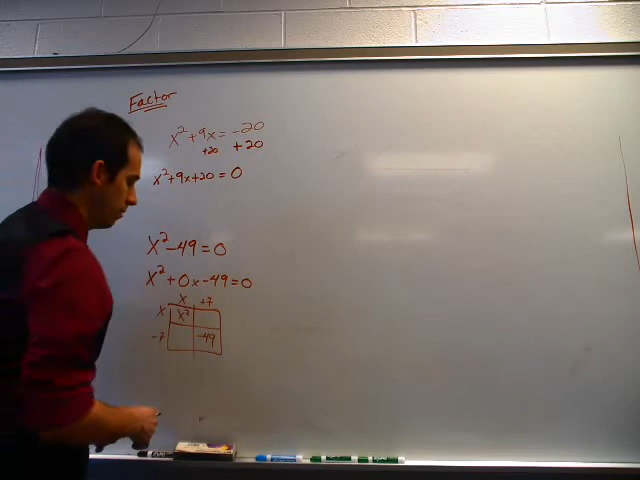 Factor
x²+9x=-20
+20 +20
x²+9x+20=0
x²-49=0
x²+0x-49=0
x +7
x x²
-7 -49